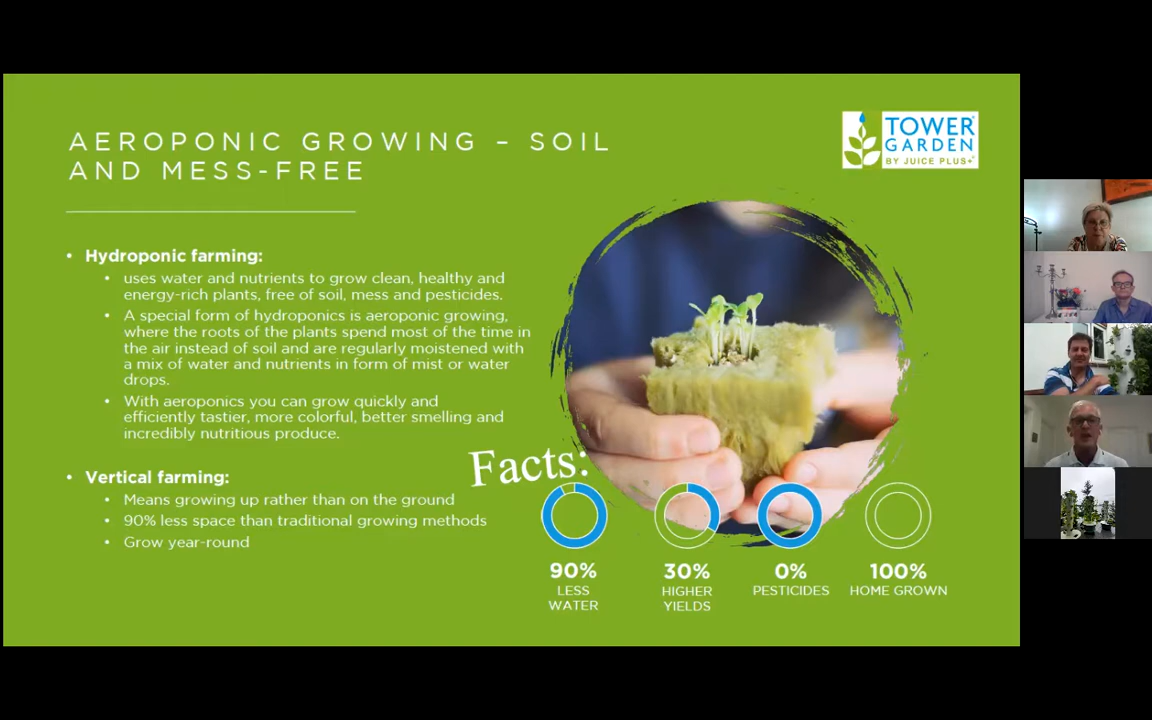 AEROPONIC GROWING – SOIL
AND MESS-FREE
TOWER
GARDEN
BY JUICE PLUS+®
• Hydroponic farming:
• uses water and nutrients to grow clean, healthy and
energy-rich plants, free of soil, mess and pesticides.
• A special form of hydroponics is aeroponic growing,
where the roots of the plants spend most of the time in
the air instead of soil and are regularly moistened with
a mix of water and nutrients in form of mist or water
drops.
• With aeroponics you can grow quickly and
efficiently tastier, more colorful, better smelling and
incredibly nutritious produce.
• Vertical farming:
• Means growing up rather than on the ground
• 90% less space than traditional growing methods
• Grow year-round
Facts:
90%
LESS
WATER
30%
HIGHER
YIELDS
0%
PESTICIDES
100%
HOME GROWN